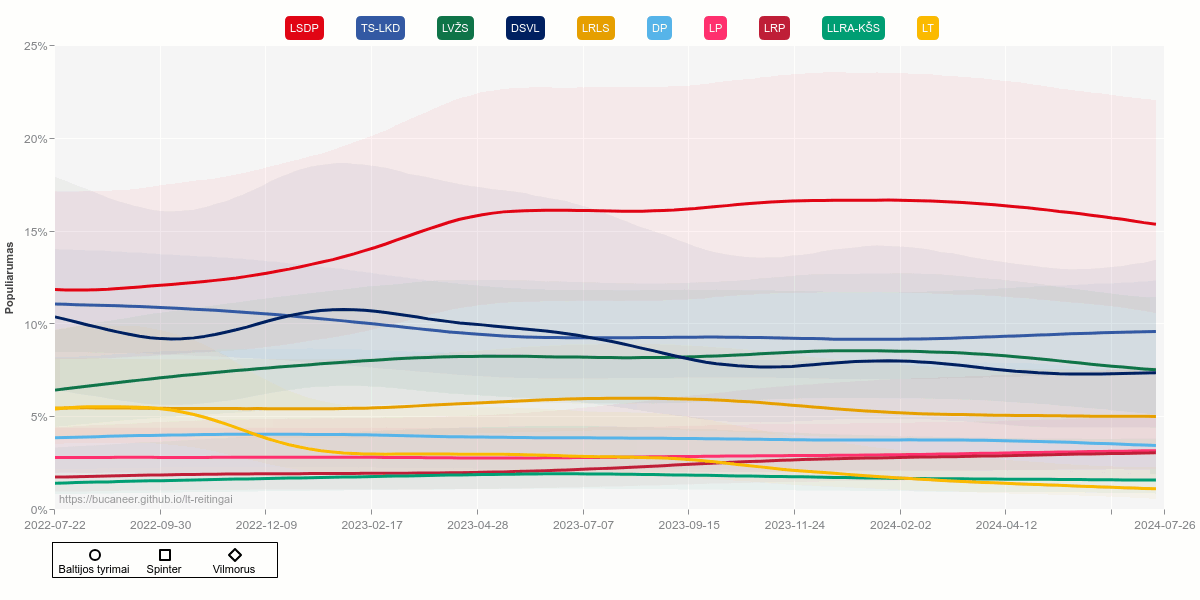 LSDP TS-LKD LVŽS DSVL LRLS DP LP LRP LLRA-KŠS LT
25%
20%
15%
10%
5%
0%
Populiarumas
https://bucaneer.github.io/lt-reitingai
2022-07-22 2022-09-30 2022-12-09 2023-02-17 2023-04-28 2023-07-07 2023-09-15 2023-11-24 2024-02-02 2024-04-12 2024-07-26
Baltijos tyrimai Spinter Vilmorus